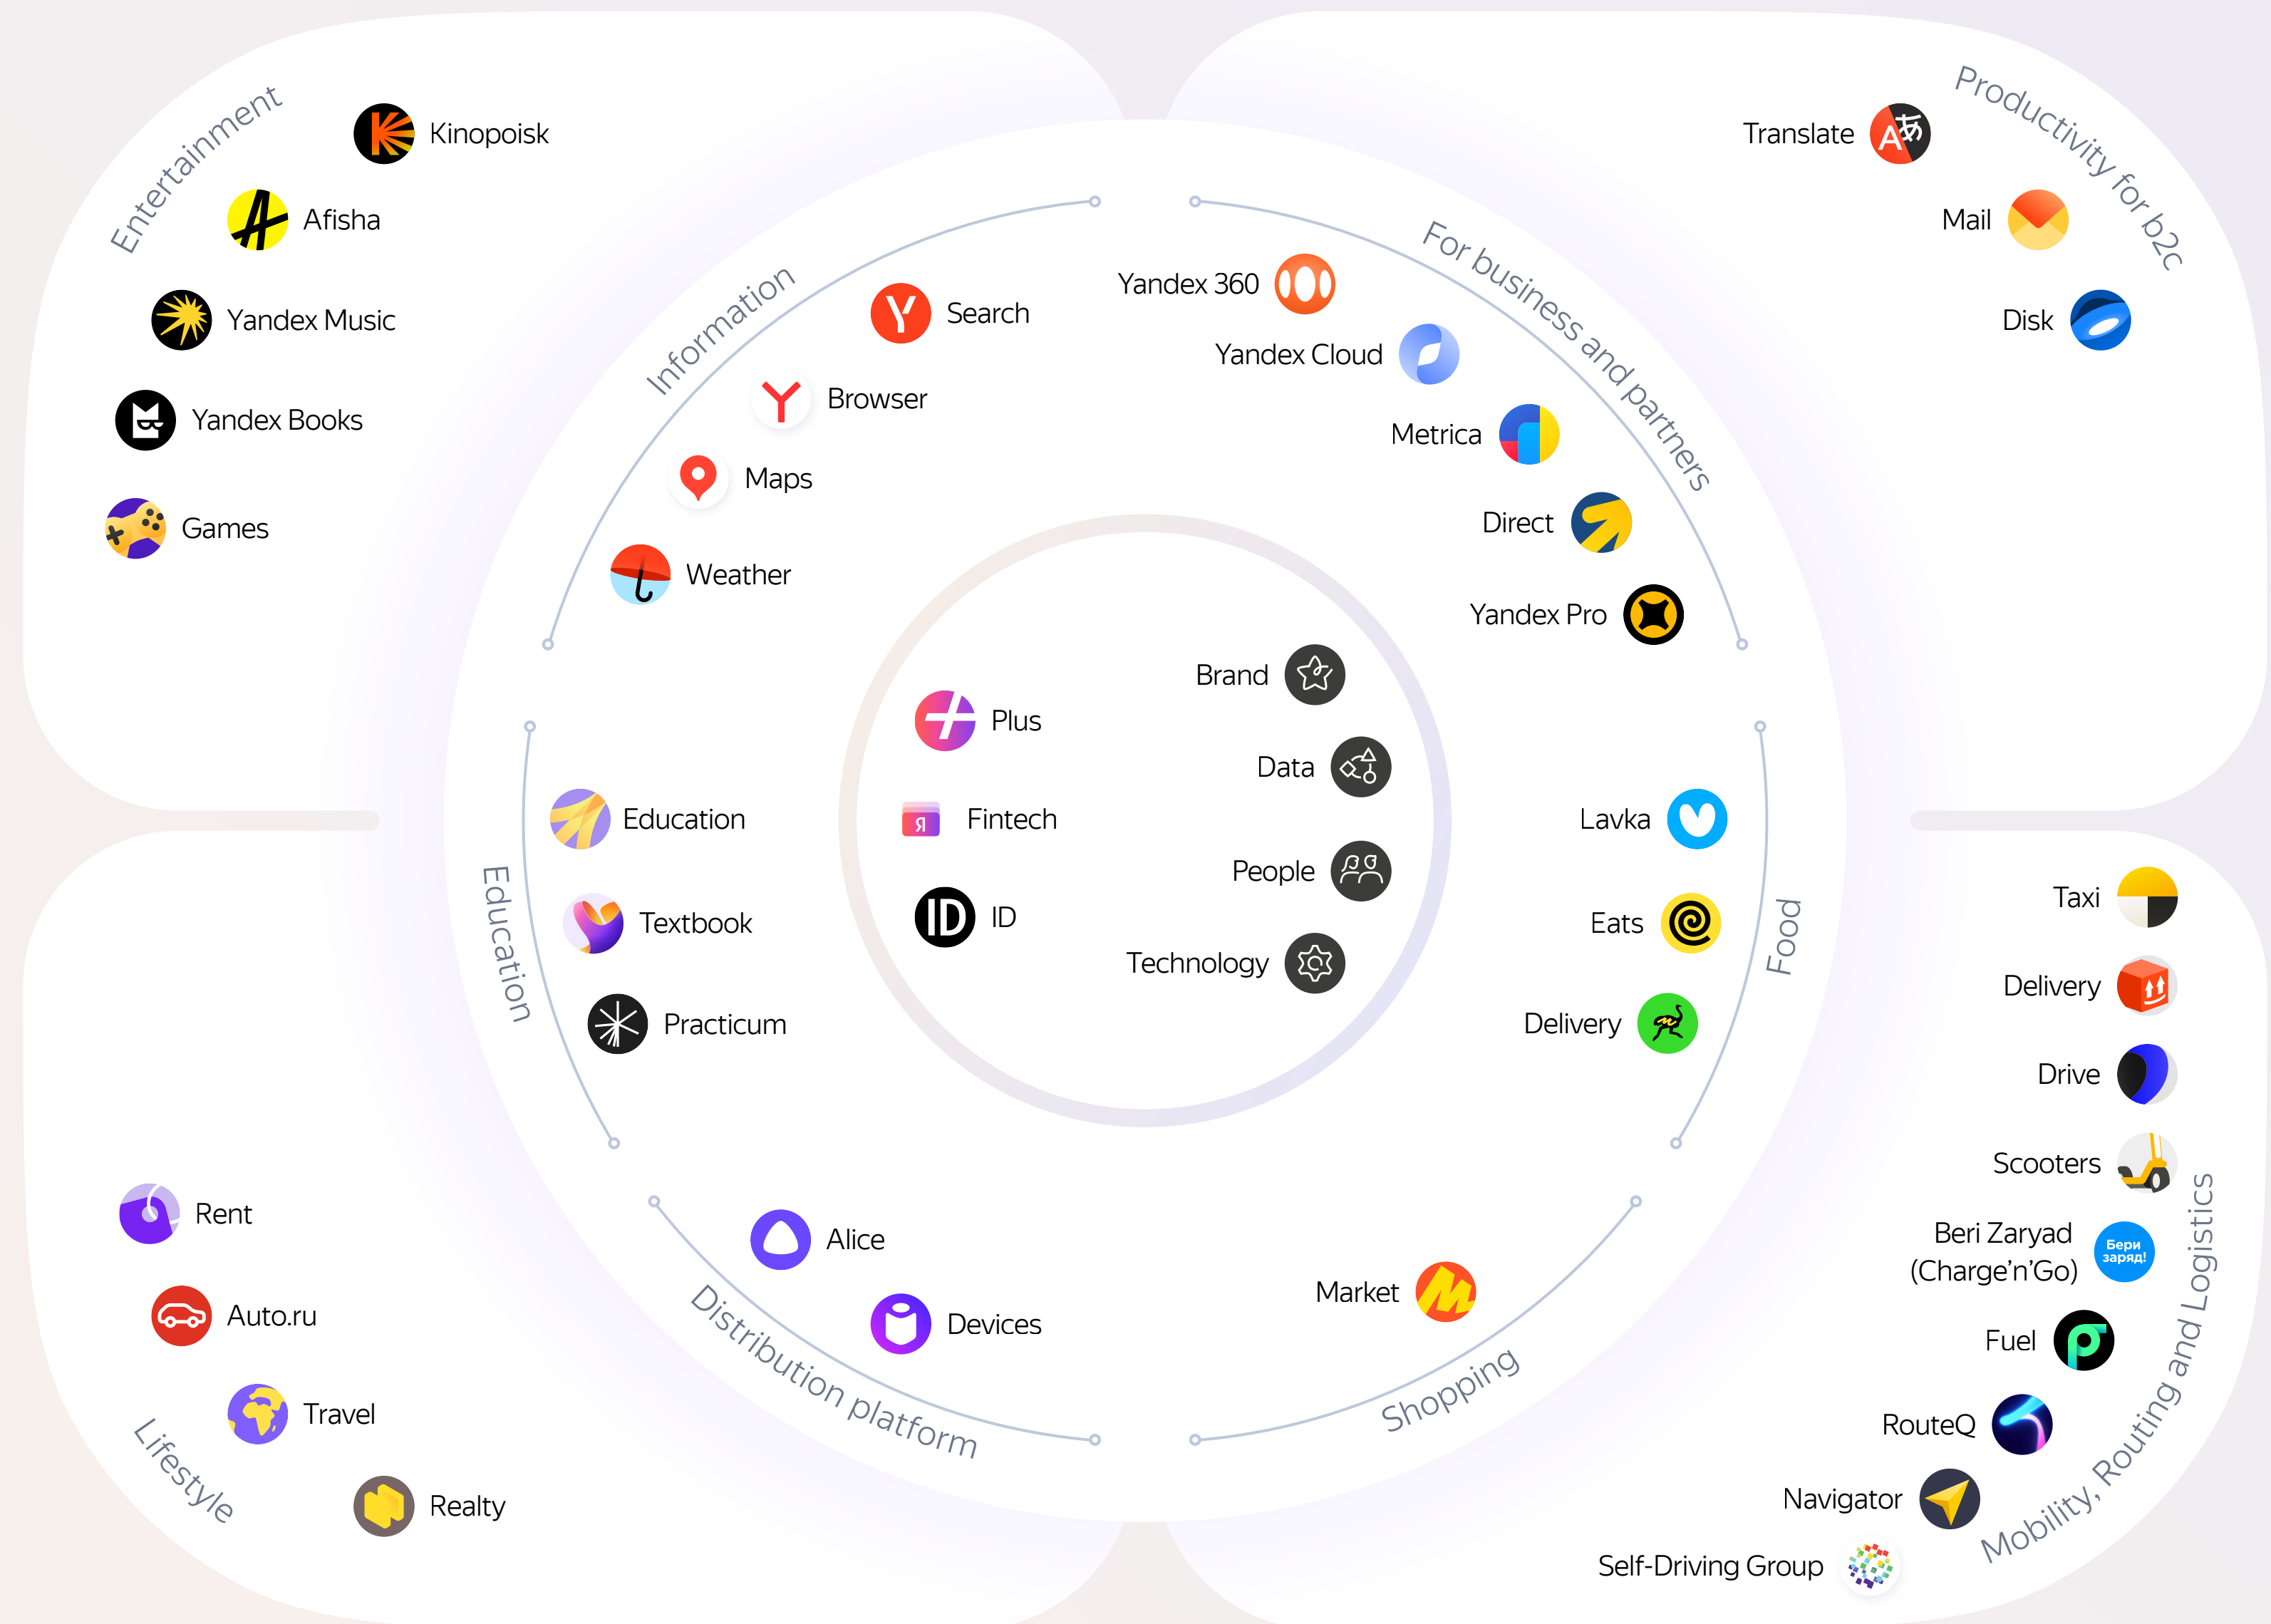 Entertainment
Kinopoisk
Afisha
Yandex Music
Yandex Books
Games
Productivity for b2c
Translate
Mail
Disk
Information
Search
Browser
Maps
Weather
For business and partners
Yandex 360
Yandex Cloud
Metrica
Direct
Yandex Pro
Plus
Я
Fintech
ID
ID
Brand
Data
People
Technology
Education
Education
Textbook
Practicum
Food
Lavka
Eats
Delivery
Distribution platform
Alice
Devices
Shopping
Market
Lifestyle
Rent
Auto.ru
Travel
Realty
Mobility, Routing and Logistics
Taxi
Delivery
Drive
Scooters
Beri Zaryad
(Charge’n’Go)
Бери
заряд!
Fuel
RouteQ
Navigator
Self-Driving Group